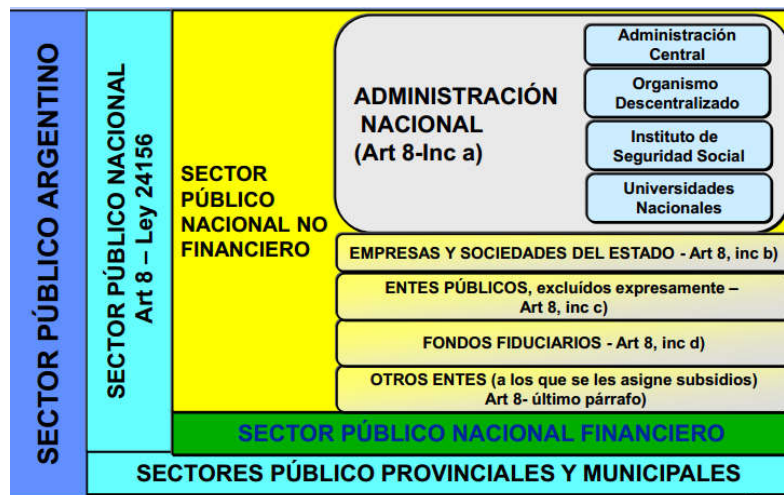 SECTOR PÚBLICO ARGENTINO
SECTOR PÚBLICO NACIONAL
Art 8 – Ley 24156
SECTOR
PÚBLICO
NACIONAL NO
FINANCIERO
ADMINISTRACIÓN
NACIONAL
(Art 8-Inc a)
Administración
Central
Organismo
Descentralizado
Instituto de
Seguridad Social
Universidades
Nacionales
EMPRESAS Y SOCIEDADES DEL ESTADO - Art 8, inc b)
ENTES PÚBLICOS, excluídos expresamente –
Art 8, inc c)
FONDOS FIDUCIARIOS - Art 8, inc d)
OTROS ENTES (a los que se les asigne subsidios)
Art 8- último párrafo)
SECTOR PÚBLICO NACIONAL FINANCIERO
SECTORES PÚBLICO PROVINCIALES Y MUNICIPALES